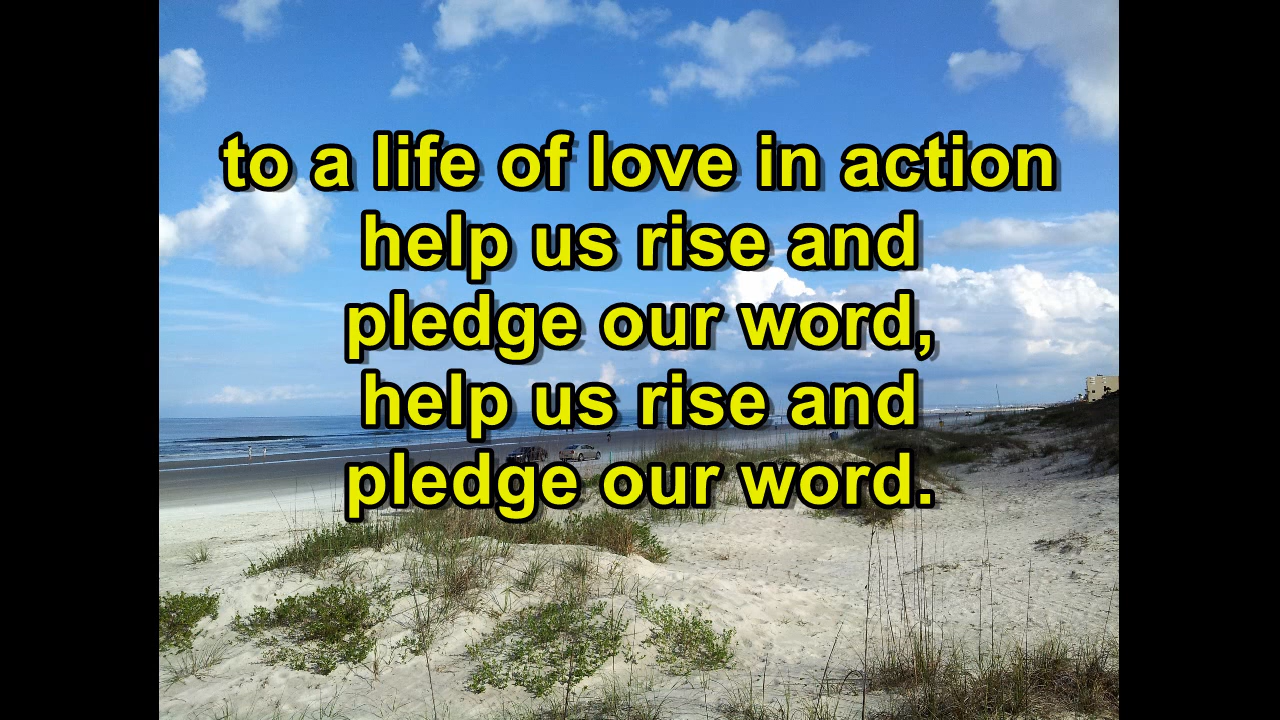 to a life of love in action
help us rise and
pledge our word,
help us rise and
pledge our word.